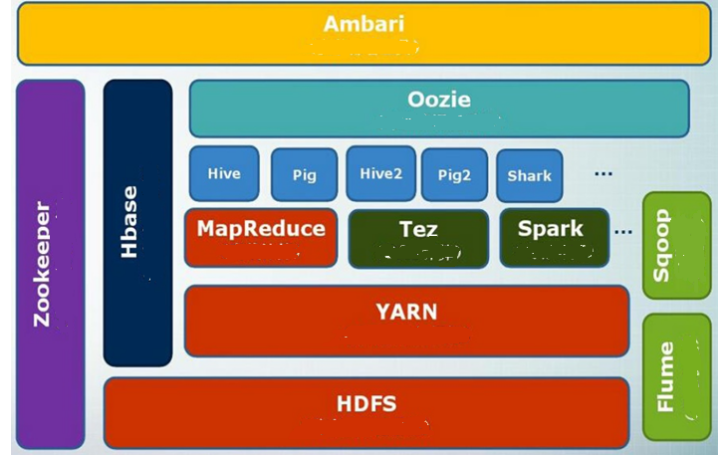 Ambari
Oozie
Hive
Pig
Hive2
Pig2
Shark
...
MapReduce
Tez
Spark
...
YARN
HDFS
Zookeeper
Hbase
Sqoop
Flume